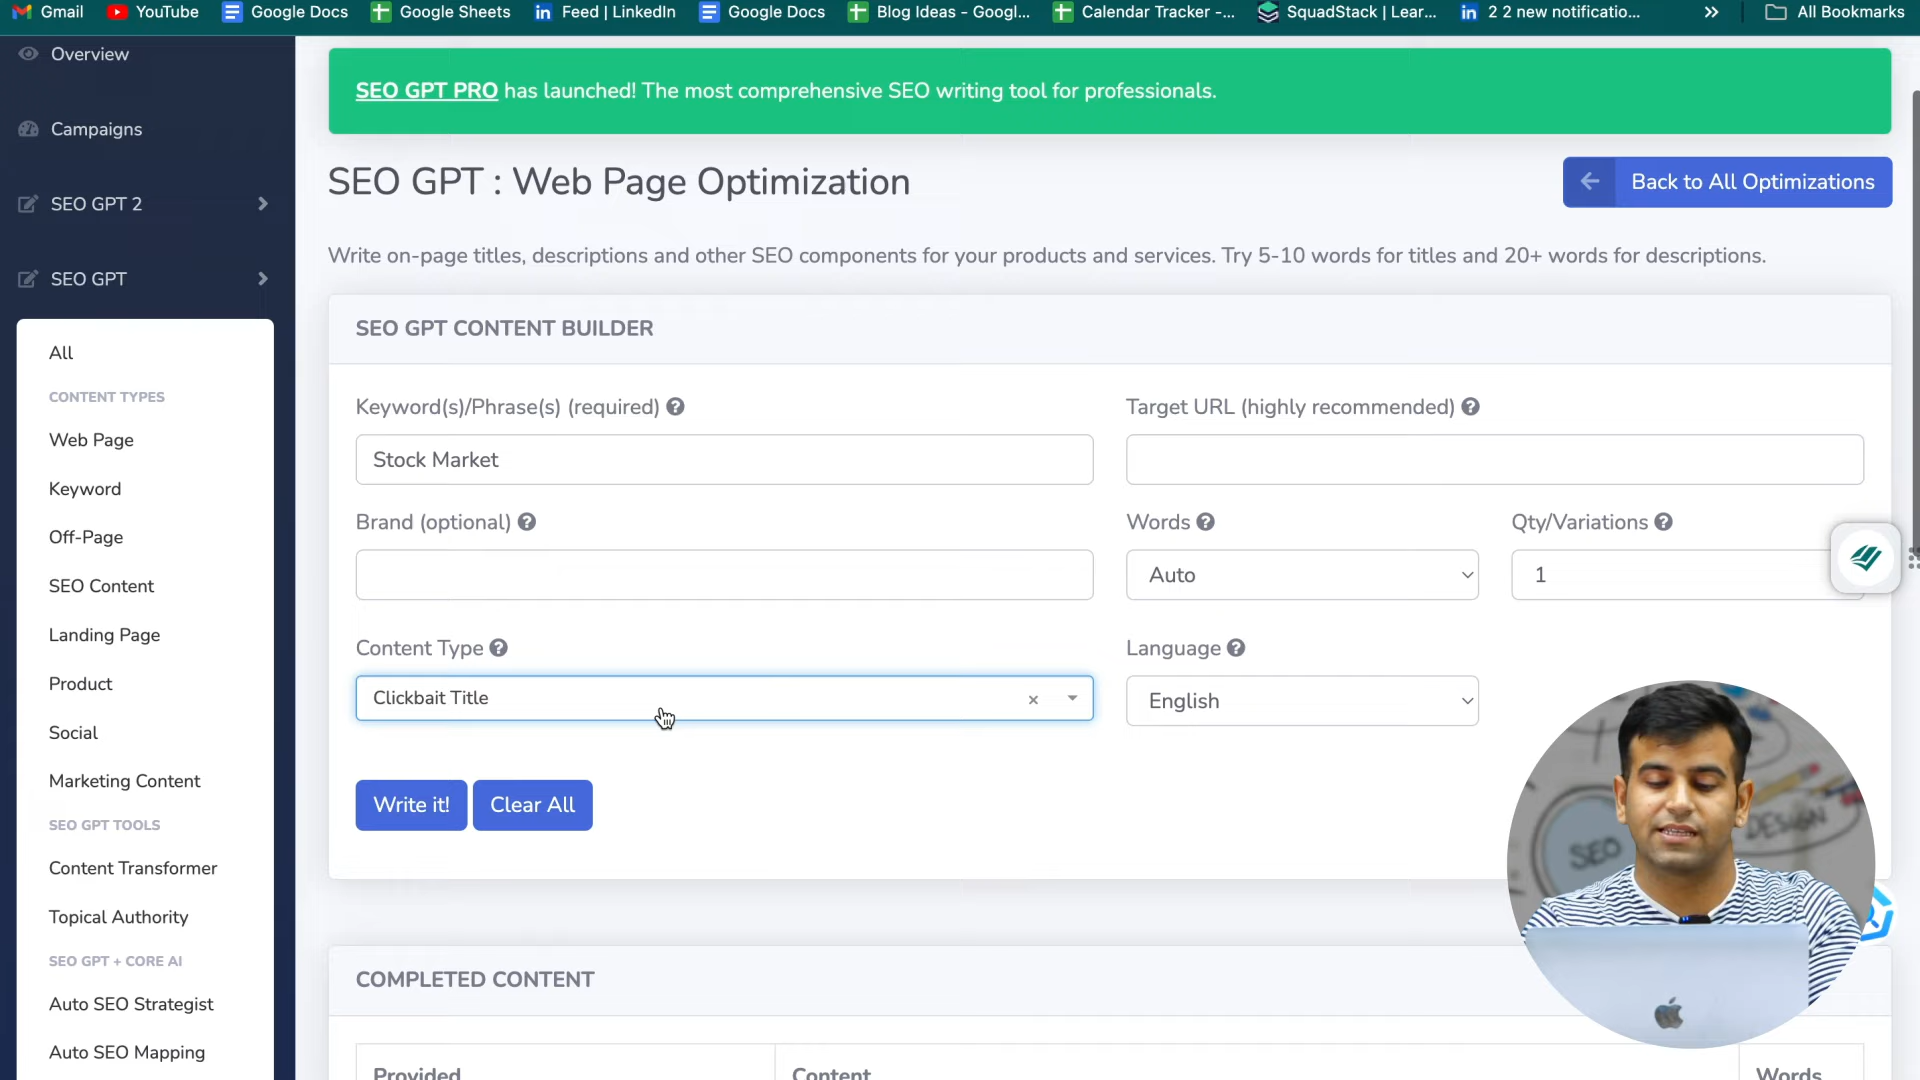 Gmail
YouTube
Google Docs
Google Sheets
Feed | LinkedIn
Google Docs
Blog Ideas - Googl...
Calendar Tracker -...
SquadStack | Lear...
2 2 new notificatio...
All Bookmarks
Overview
Campaigns
SEO GPT 2
SEO GPT
All
CONTENT TYPES
Web Page
Keyword
Off-Page
SEO Content
Landing Page
Product
Social
Marketing Content
SEO GPT TOOLS
Content Transformer
Topical Authority
SEO GPT + CORE AI
Auto SEO Strategist
Auto SEO Mapping
SEO GPT PRO has launched! The most comprehensive SEO writing tool for professionals.
SEO GPT : Web Page Optimization
Back to All Optimizations
Write on-page titles, descriptions and other SEO components for your products and services. Try 5-10 words for titles and 20+ words for descriptions.
SEO GPT CONTENT BUILDER
Keyword(s)/Phrase(s) (required)
Target URL (highly recommended)
Stock Market
Brand (optional)
Words
Qty/Variations
Auto
1
Content Type
Language
Clickbait Title
English
Write it!
Clear All
SEO
DESIGN
COMPLETED CONTENT
Provided
Content
Words